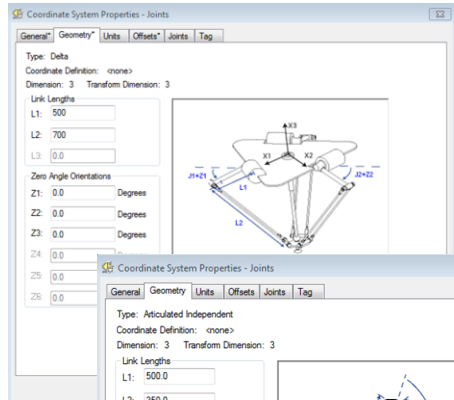 Coordinate System Properties - Joints
General* Geometry* Units Offsets* Joints Tag
Type: Delta
Coordinate Definition: <none>
Dimension: 3 Transform Dimension: 3
Link Lengths
L1: 500
L2: 700
L3: 0.0
Zero Angle Orientations
Z1: 0.0 Degrees
Z2: 0.0 Degrees
Z3: 0.0 Degrees
Z4: 0.0
Z5: 0.0
Z6: 0.0
X3
X1 X2
J1+Z1 J2+Z2
L1
L2
Coordinate System Properties - Joints
General Geometry Units Offsets Joints Tag
Type: Articulated Independent
Coordinate Definition: <none>
Dimension: 3 Transform Dimension: 3
Link Lengths
L1: 500.0